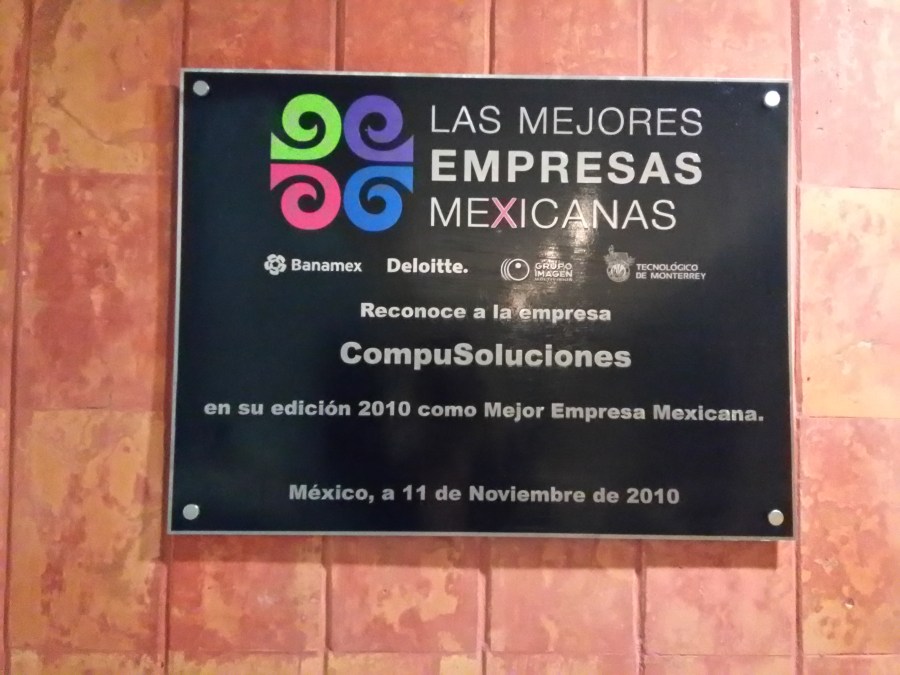 LAS MEJORES
EMPRESAS
MEXICANAS
Banamex Deloitte. GRUPO IMAGEN TECNOLÓGICO DE MONTERREY
Reconoce a la empresa
CompuSoluciones
en su edición 2010 como Mejor Empresa Mexicana.
México, a 11 de Noviembre de 2010